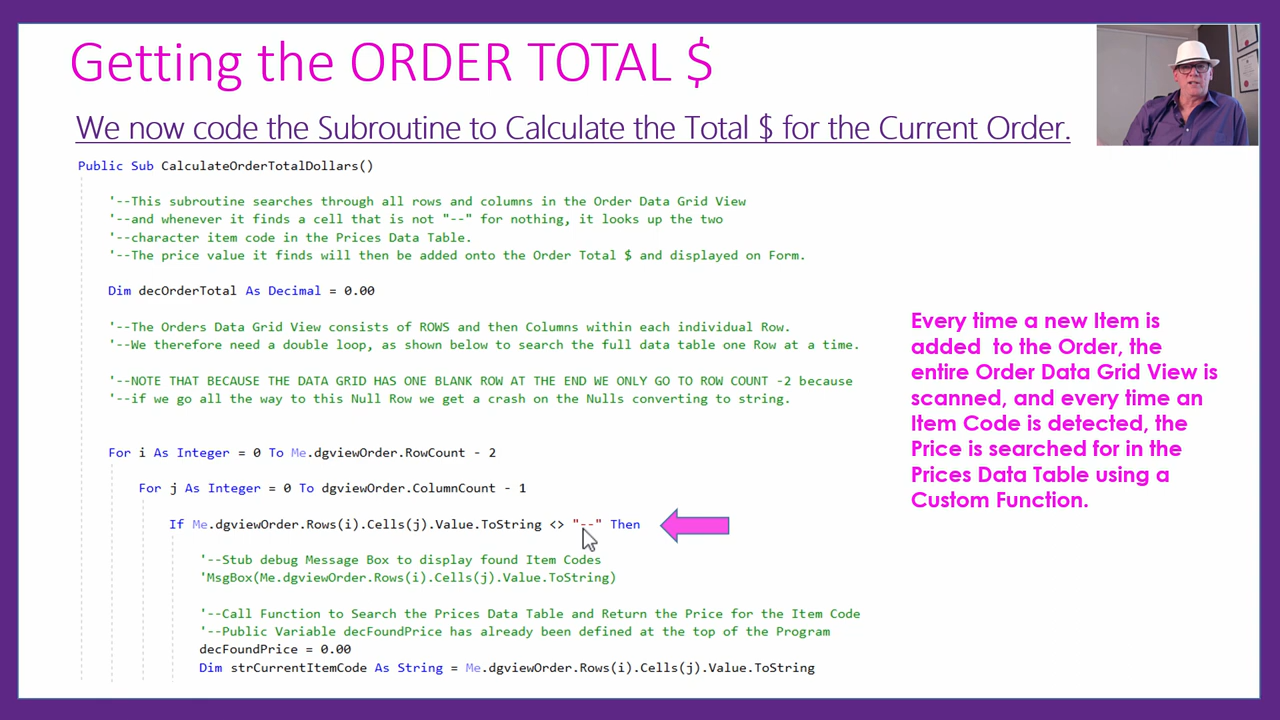 Getting the ORDER TOTAL $
We now code the Subroutine to Calculate the Total $ for the Current Order.
Public Sub CalculateOrderTotalDollars()
'--This subroutine searches through all rows and columns in the Order Data Grid View
'--and whenever it finds a cell that is not "--" for nothing, it looks up the two
'--character item code in the Prices Data Table.
'--The price value it finds will then be added onto the Order Total $ and displayed on Form.
Dim decOrderTotal As Decimal = 0.00
'--The Orders Data Grid View consists of ROWS and then Columns within each individual Row.
'--We therefore need a double loop, as shown below to search the full data table one Row at a time.
'--NOTE THAT BECAUSE THE DATA GRID HAS ONE BLANK ROW AT THE END WE ONLY GO TO ROW COUNT -2 because
'--if we go all the way to this Null Row we get a crash on the Nulls converting to string.
For i As Integer = 0 To Me.dgviewOrder.RowCount - 2
For j As Integer = 0 To dgviewOrder.ColumnCount - 1
If Me.dgviewOrder.Rows(i).Cells(j).Value.ToString <> "--" Then
'--Stub debug Message Box to display found Item Codes
'MsgBox(Me.dgviewOrder.Rows(i).Cells(j).Value.ToString)
'--Call Function to Search the Prices Data Table and Return the Price for the Item Code
'--Public Variable decFoundPrice has already been defined at the top of the Program
decFoundPrice = 0.00
Dim strCurrentItemCode As String = Me.dgviewOrder.Rows(i).Cells(j).Value.ToString
Every time a new Item is
added to the Order, the
entire Order Data Grid View is
scanned, and every time an
Item Code is detected, the
Price is searched for in the
Prices Data Table using a
Custom Function.